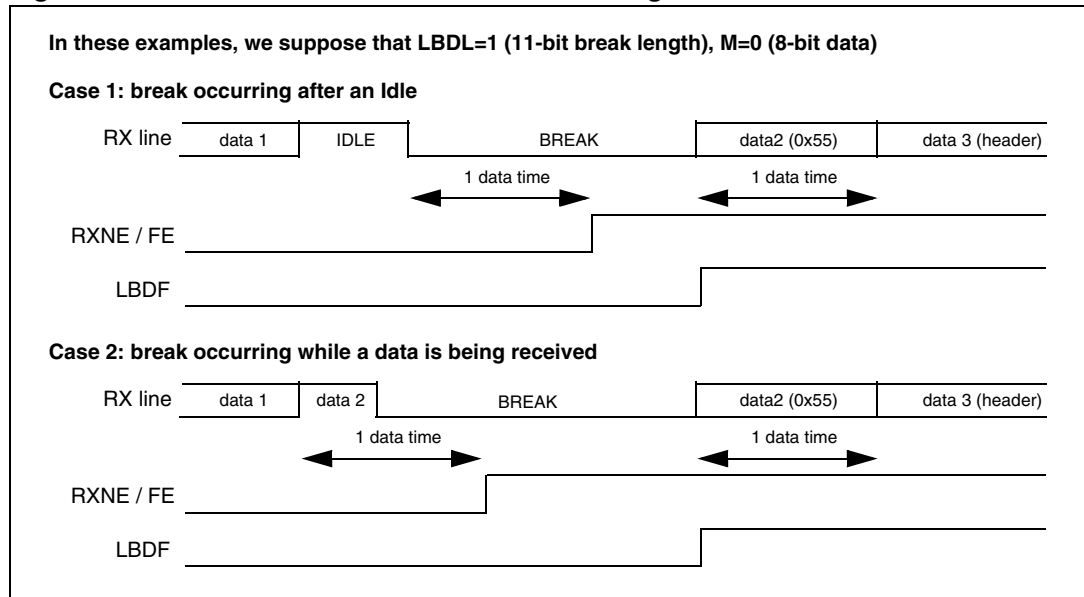 In these examples, we suppose that LBDL=1 (11-bit break length), M=0 (8-bit data)
Case 1: break occurring after an Idle
RX line data 1 IDLE BREAK data2 (0x55) data 3 (header)
1 data time 1 data time
RXNE / FE
LBDF
Case 2: break occurring while a data is being received
RX line data 1 data 2 BREAK data2 (0x55) data 3 (header)
1 data time 1 data time
RXNE / FE
LBDF